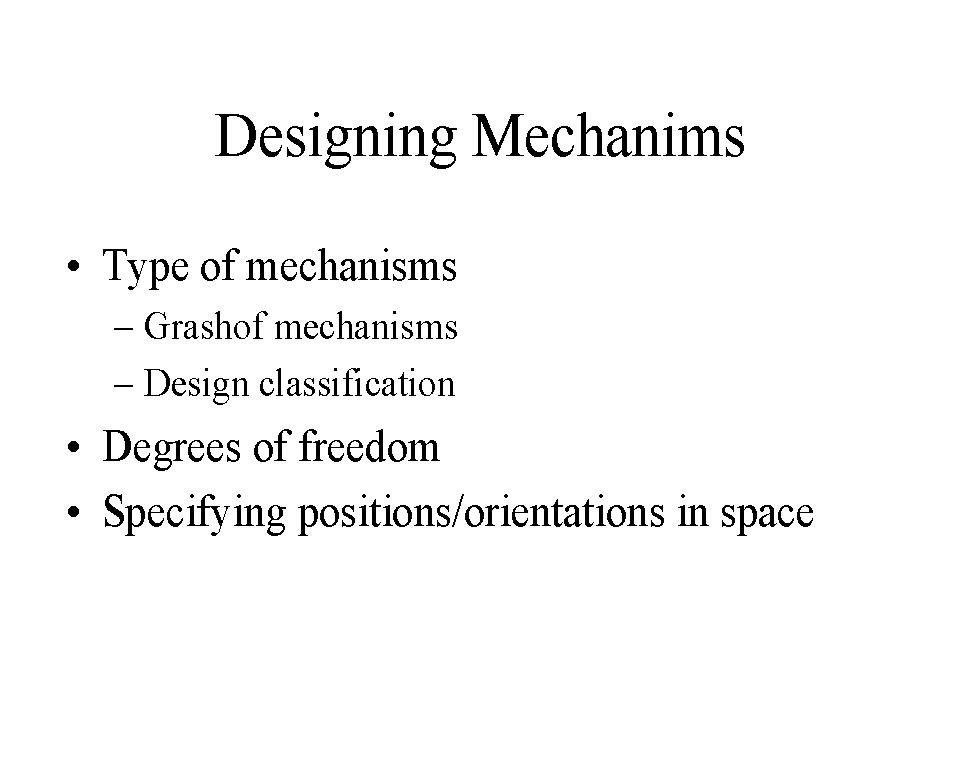 Designing Mechanims
• Type of mechanisms
– Grashof mechanisms
– Design classification
• Degrees of freedom
• Specifying positions/orientations in space